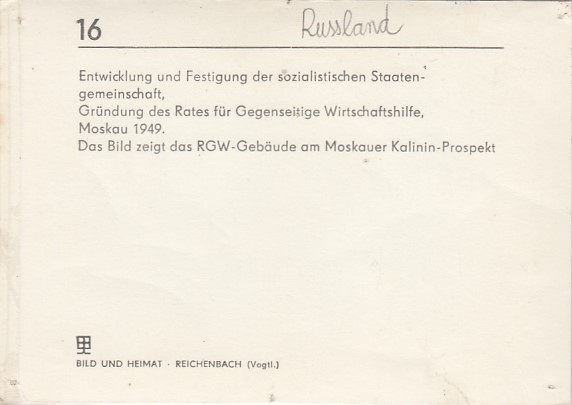 16
Russland
Entwicklung und Festigung der sozialistischen Staaten-
gemeinschaft,
Gründung des Rates für Gegenseitige Wirtschaftshilfe,
Moskau 1949.
Das Bild zeigt das RGW-Gebäude am Moskauer Kalinin-Prospekt
BILD UND HEIMAT · REICHENBACH (Vogtl.)